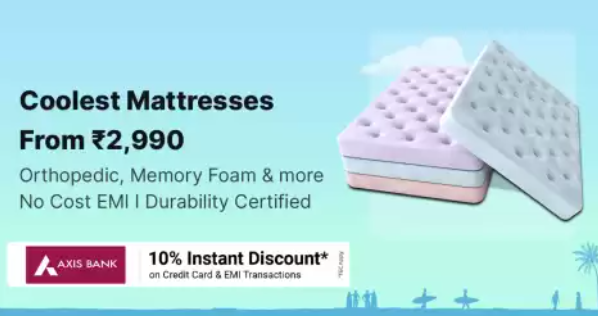 Coolest Mattresses
From ₹2,990
Orthopedic, Memory Foam & more
No Cost EMI I Durability Certified
AXIS BANK
10% Instant Discount*
on Credit Card & EMI Transactions
*T&C Apply